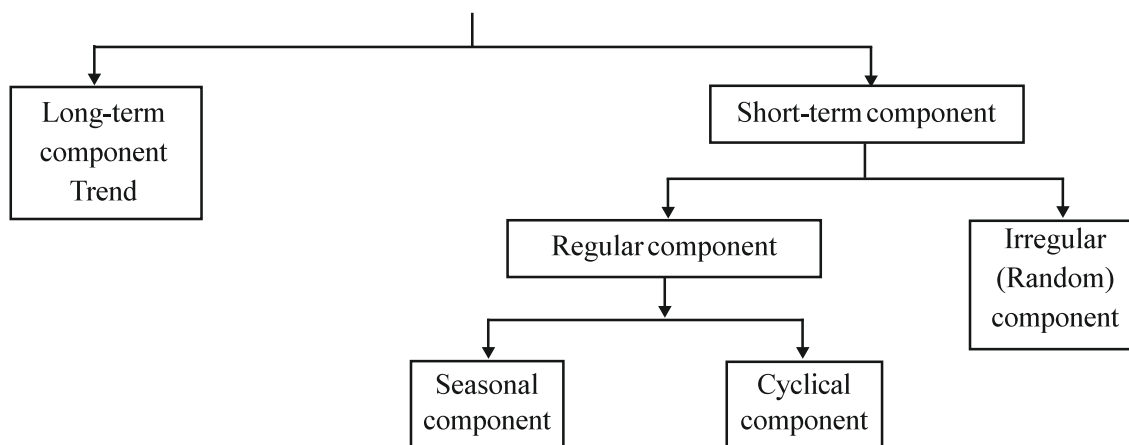 Long-term
component
Trend
Short-term component
Regular component
Irregular
(Random)
component
Seasonal
component
Cyclical
component